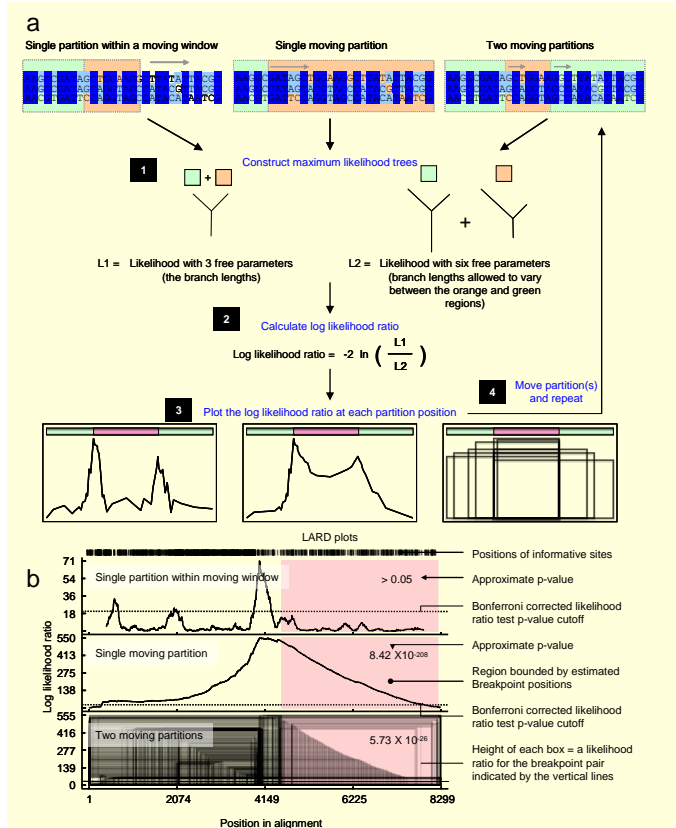 a
Single partition within a moving window
Single moving partition
Two moving partitions
1
Construct maximum likelihood trees
+
+
L1 = Likelihood with 3 free parameters
(the branch lengths)
L2 = Likelihood with six free parameters
(branch lengths allowed to vary
between the orange and green
regions)
2
Calculate log likelihood ratio
Log likelihood ratio = -2 ln ( L1 / L2 )
3
Plot the log likelihood ratio at each partition position
4
Move partition(s)
and repeat
LARD plots
Positions of informative sites
b
71
54
36
18
Single partition within moving window
> 0.05
Approximate p-value
Bonferroni corrected likelihood
ratio test p-value cutoff
Log likelihood ratio
550
413
275
138
Single moving partition
8.42 X10-208
Approximate p-value
Region bounded by estimated
Breakpoint positions
Bonferroni corrected likelihood
ratio test p-value cutoff
555
416
277
139
0
Two moving partitions
5.73 X 10-26
Height of each box = a likelihood
ratio for the breakpoint pair
indicated by the vertical lines
1
2074
4149
6225
8299
Position in alignment